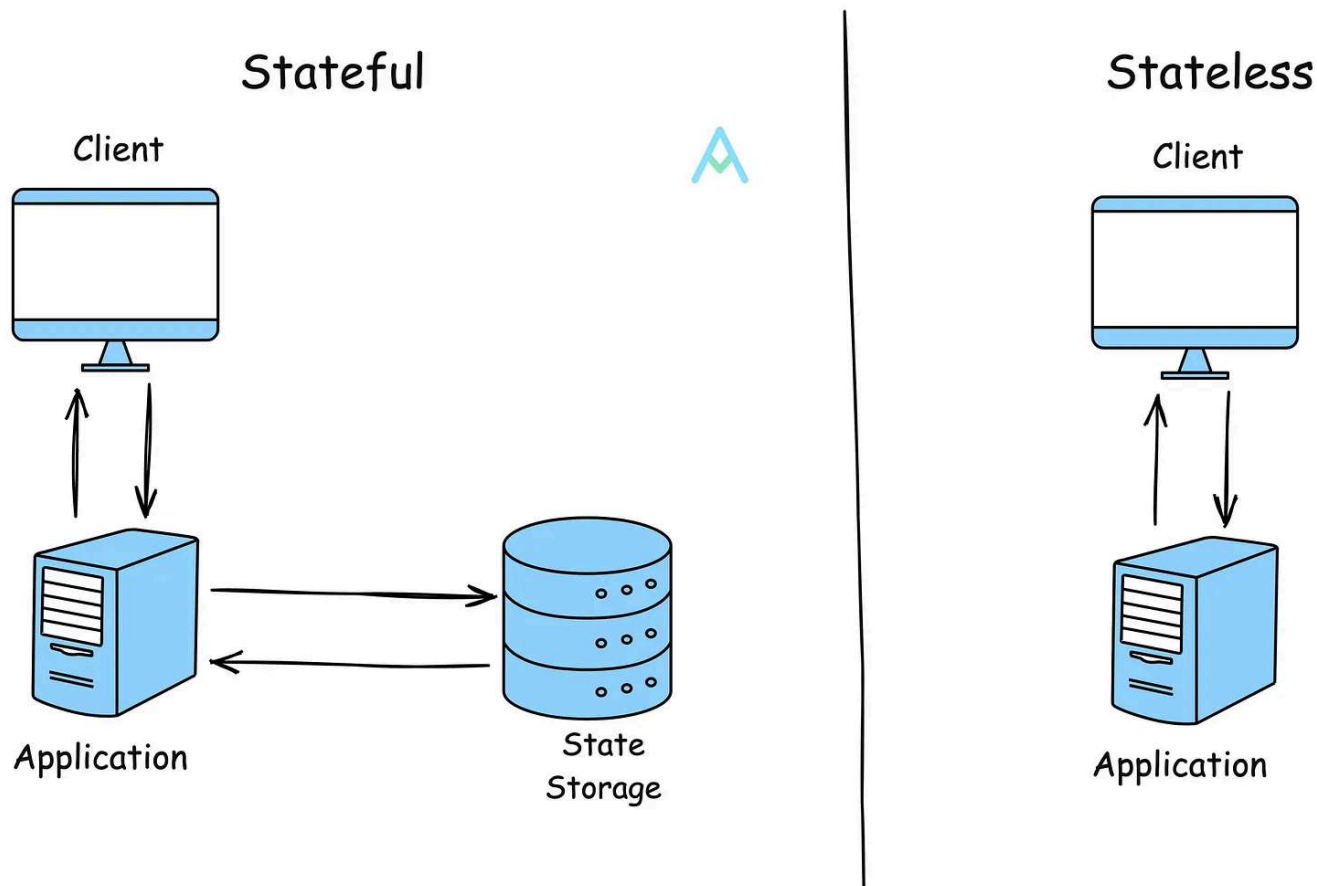 Stateful
Client
Application
State
Storage
Stateless
Client
Application